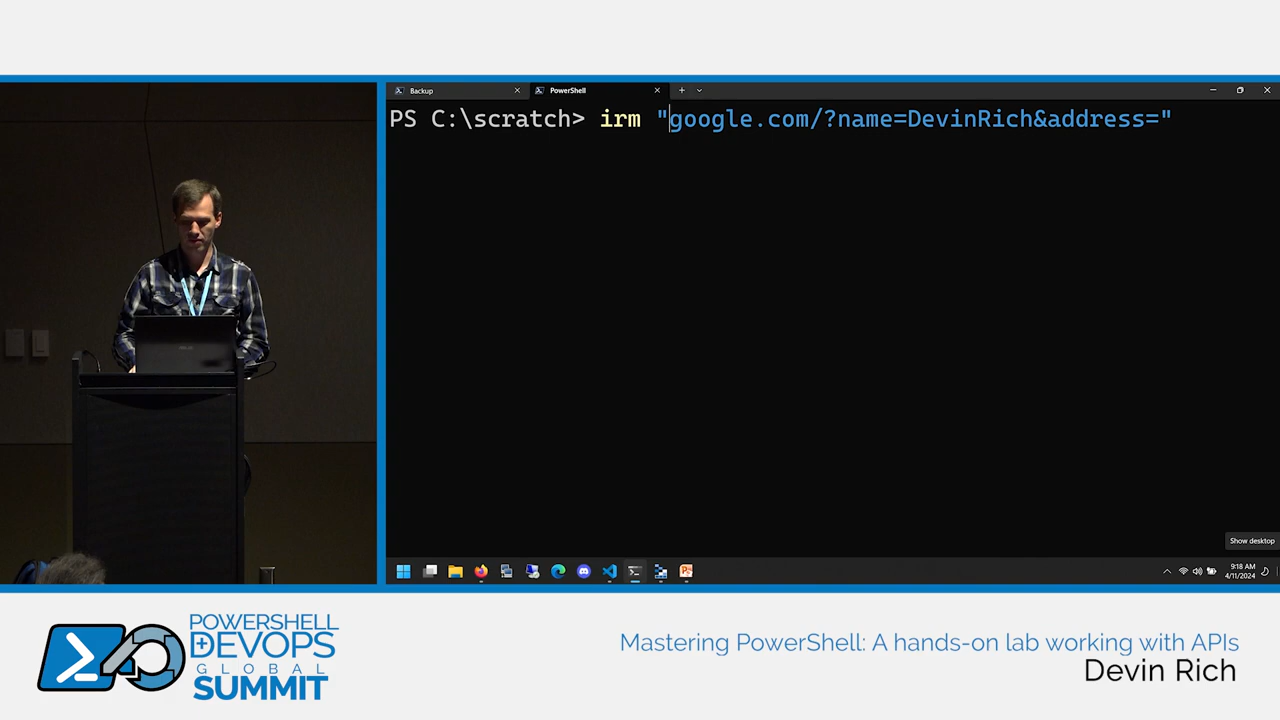 Backup
PowerShell
PS C:\scratch> irm "google.com/?name=DevinRich&address="
Show desktop
9:18 AM
4/11/2024
POWERSHELL
DEVOPS
GLOBAL
SUMMIT
Mastering PowerShell: A hands-on lab working with APIs
Devin Rich